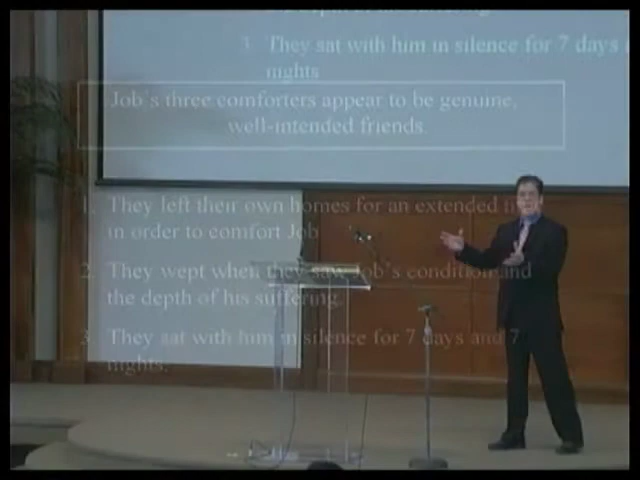 3. They sat with him in silence for 7 days
nights
Job's three comforters appear to be genuine,
well-intended friends.
1. They left their own homes for an extended
in order to comfort Job
2. They wept when they saw Job's condition and
the depth of his suffering.
3. They sat with him in silence for 7 days and 7
nights.